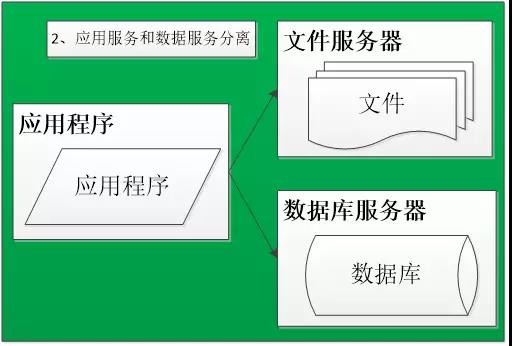 2、应用服务和数据服务分离
文件服务器
文件
应用程序
应用程序
数据库服务器
数据库